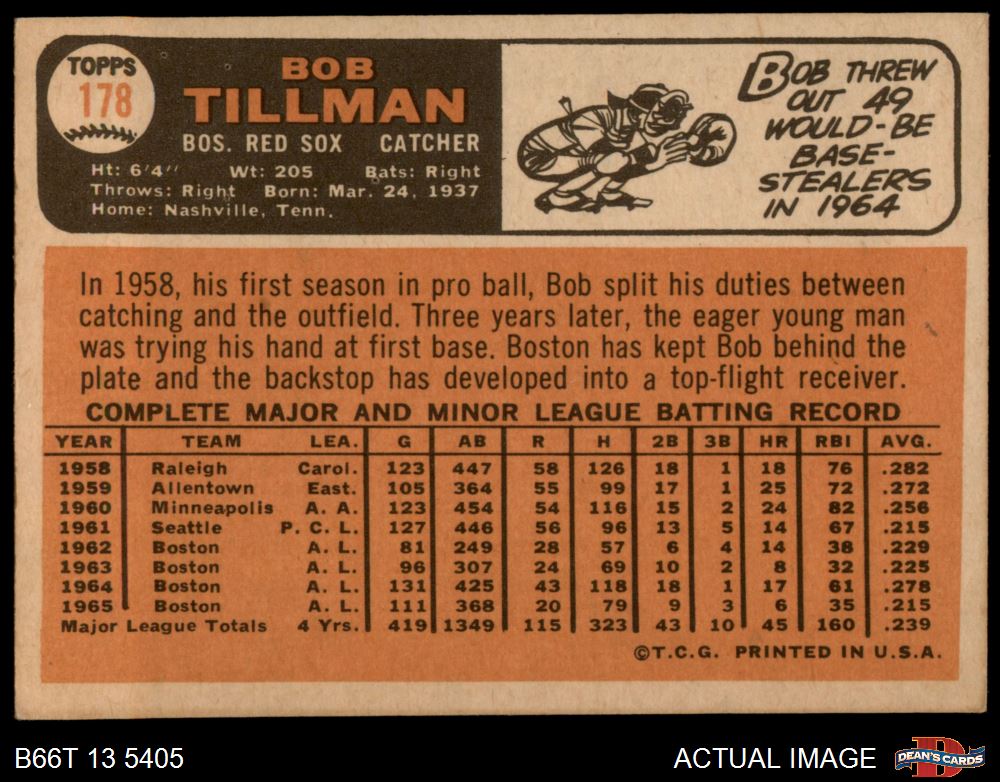 TOPPS
178
BOB
TILLMAN
BOS. RED SOX CATCHER
Ht: 6'4" Wt: 205 Bats: Right
Throws: Right Born: Mar. 24, 1937
Home: Nashville, Tenn.
BOB THREW
OUT 49
WOULD-BE
BASE-
STEALERS
IN 1964
In 1958, his first season in pro ball, Bob split his duties between
catching and the outfield. Three years later, the eager young man
was trying his hand at first base. Boston has kept Bob behind the
plate and the backstop has developed into a top-flight receiver.
COMPLETE MAJOR AND MINOR LEAGUE BATTING RECORD
YEAR TEAM LEA. G AB R H 2B 3B HR RBI AVG.
1958 Raleigh Carol. 123 447 58 126 18 1 18 76 .282
1959 Allentown East. 105 364 55 99 17 1 25 72 .272
1960 Minneapolis A. A. 123 454 54 116 15 2 24 82 .256
1961 Seattle P. C. L. 127 446 56 96 13 5 14 67 .215
1962 Boston A. L. 81 249 28 57 6 4 14 38 .229
1963 Boston A. L. 96 307 24 69 10 2 8 32 .225
1964 Boston A. L. 131 425 43 118 18 1 17 61 .278
1965 Boston A. L. 111 368 20 79 9 3 6 35 .215
Major League Totals 4 Yrs. 419 1349 115 323 43 10 45 160 .239
©T.C.G. PRINTED IN U.S.A.
B66T 13 5405 ACTUAL IMAGE
D
DEAN'S CARDS